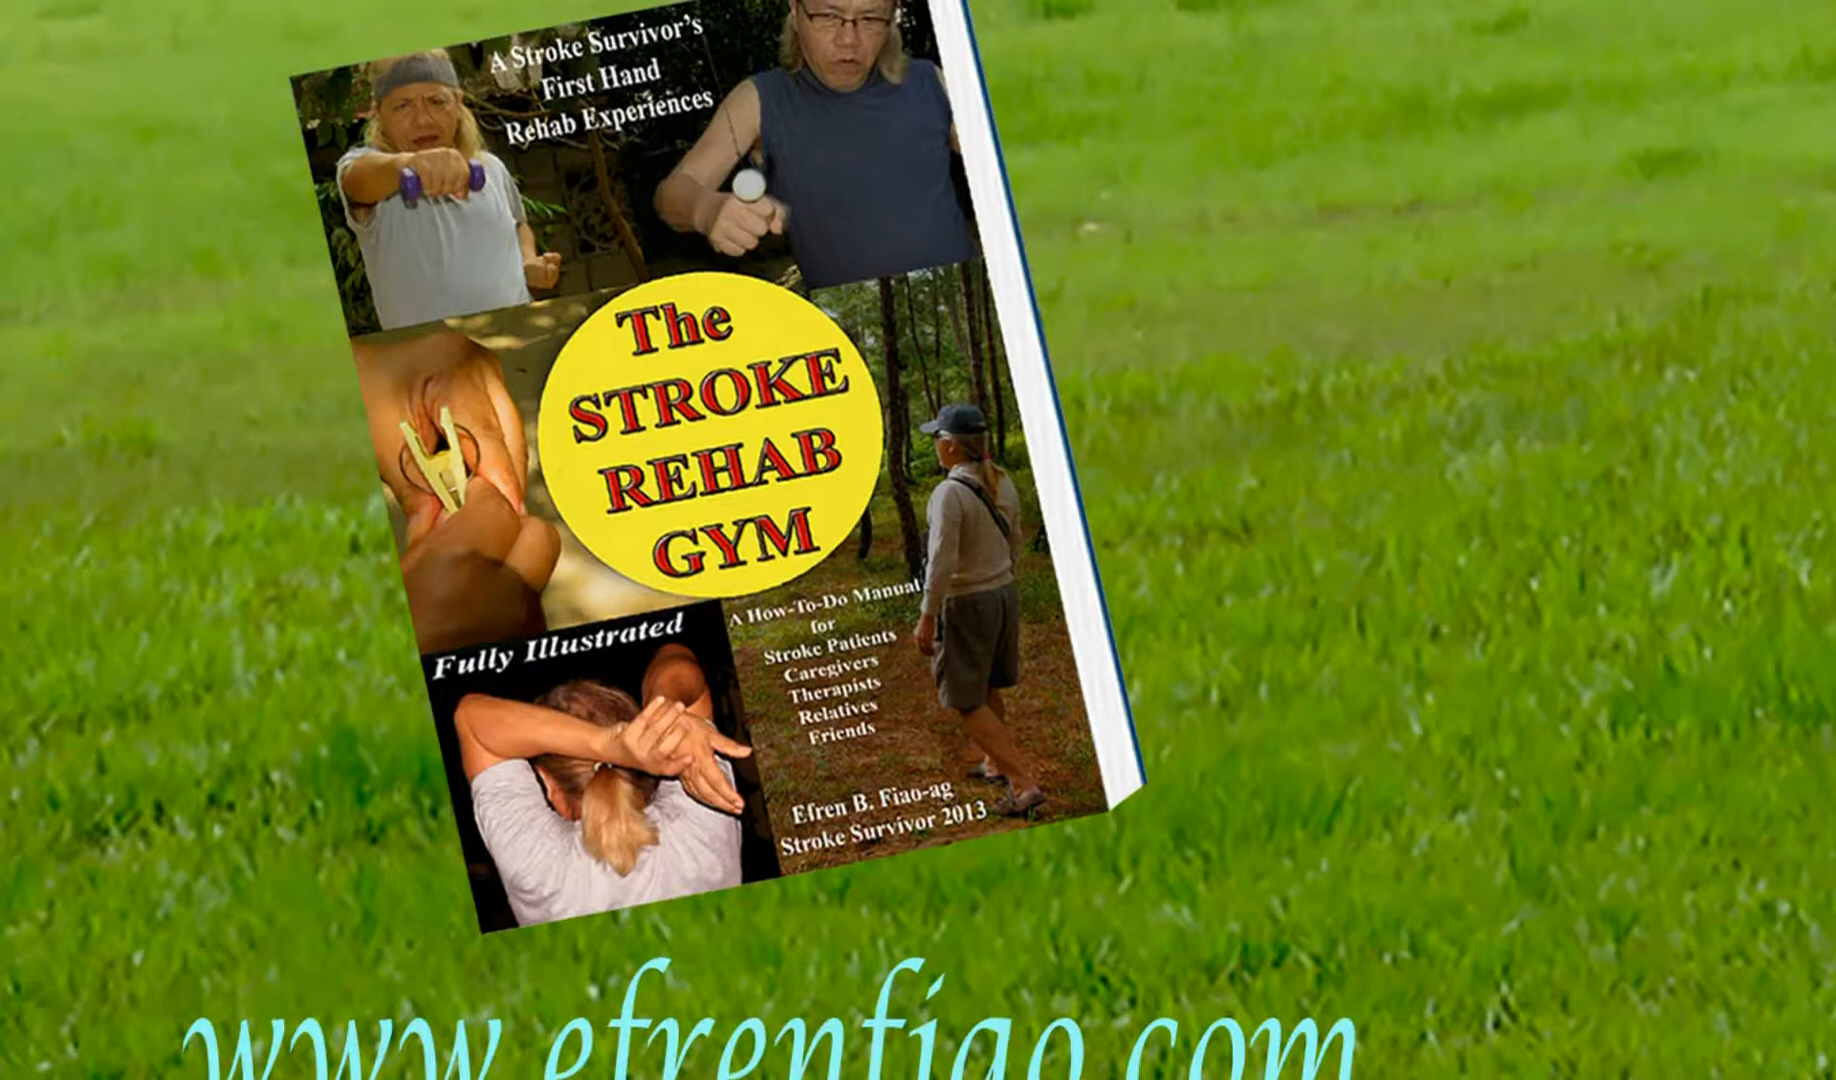 A Stroke Survivor's
First Hand
Rehab Experiences
The
STROKE
REHAB
GYM
Fully Illustrated
A How-To-Do Manual
for
Stroke Patients
Caregivers
Therapists
Relatives
Friends
Efren B. Fiao-ag
Stroke Survivor 2013
www.efrenfiao.com